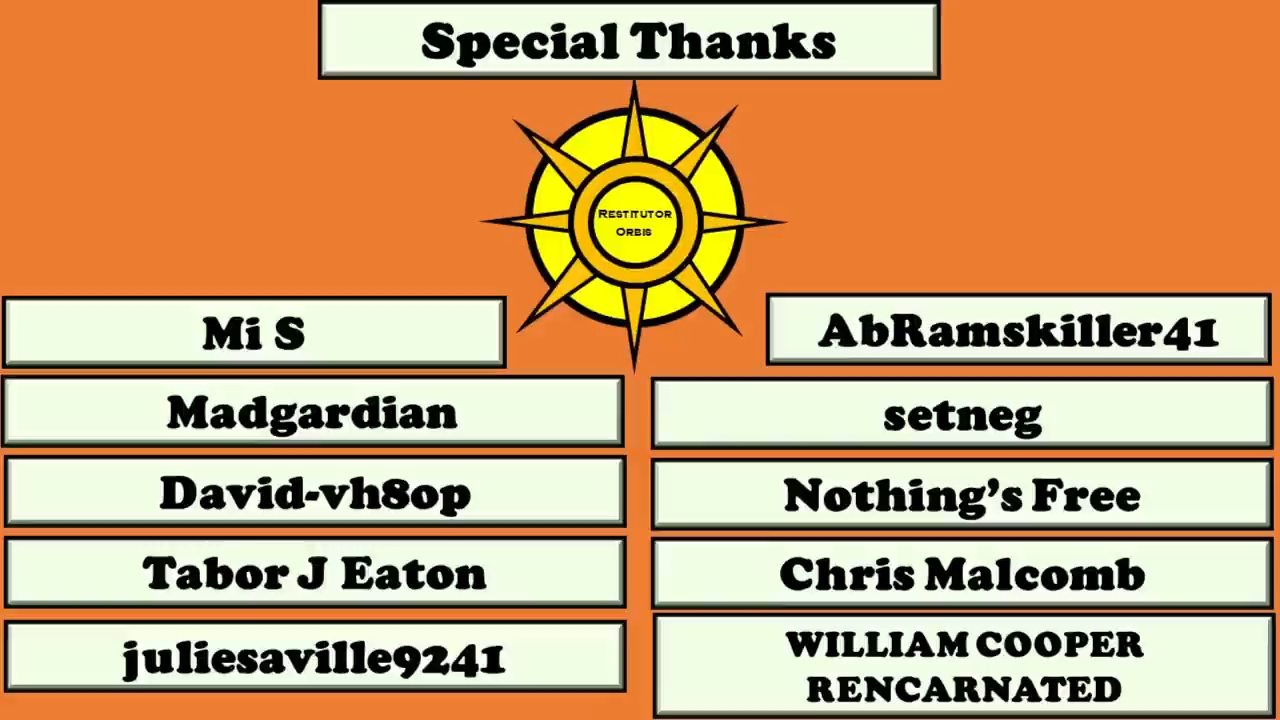 Special Thanks
RESTITUTOR
ORBIS
Mi S
AbRamskiller41
Madgardian
setneg
David-vh8op
Nothing's Free
Tabor J Eaton
Chris Malcomb
juliesaville9241
WILLIAM COOPER
RENCARNATED